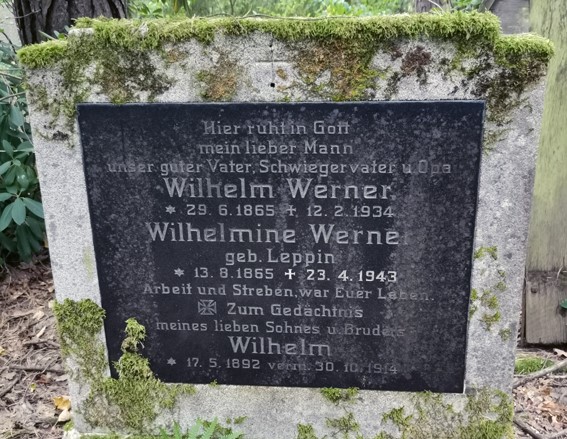 Hier ruht in Gott
mein lieber Mann
unser guter Vater, Schwiegervater u. Opa
Wilhelm Werner
* 29.6.1865 + 12.2.1934
Wilhelmine Werner
geb. Leppin
* 13.8.1865 + 23.4.1943
Arbeit und Streben, war Euer Leben.
Zum Gedächtnis
meines lieben Sohnes u. Bruders
Wilhelm
* 17.5.1892 verm. 30.10.1914